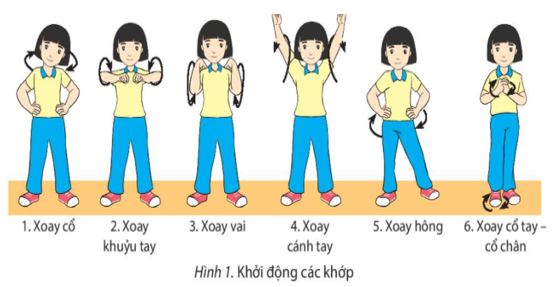 1. Xoay cổ
2. Xoay
khuỷu tay
3. Xoay vai
4. Xoay
cánh tay
5. Xoay hông
6. Xoay cổ tay –
cổ chân
Hình 1. Khởi động các khớp